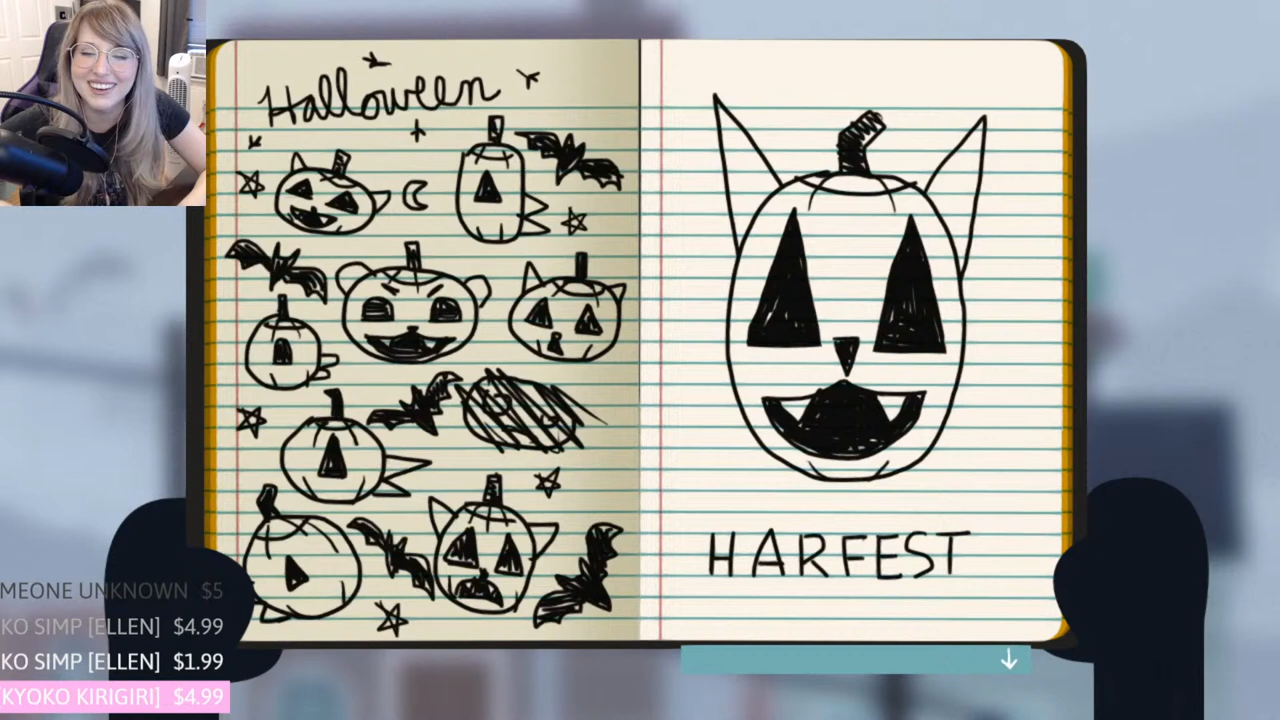 Halloween
HARFEST
MEONE UNKNOWN $5
KO SIMP [ELLEN] $4.99
KO SIMP [ELLEN] $1.99
KYOKO KIRIGIRI] $4.99